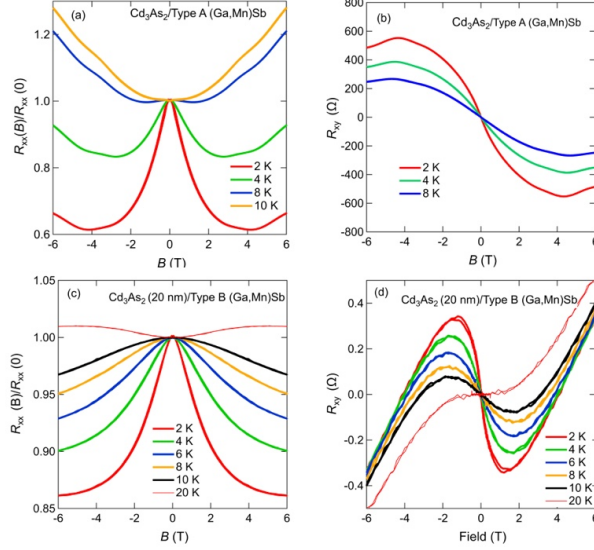 (a)
Cd3As2/Type A (Ga,Mn)Sb
Rxx(B)/Rxx (0)
1.2
1.0
0.8
0.6
2 K
4 K
8 K
10 K
-6 -4 -2 0 2 4 6
B (T)
(b)
Cd3As2/Type A (Ga,Mn)Sb
Rxy (Ω)
800
600
400
200
0
-200
-400
-600
-800
2 K
4 K
8 K
-6 -4 -2 0 2 4 6
B (T)
(c)
Cd3As2 (20 nm)/Type B (Ga,Mn)Sb
Rxx (B)/Rxx (0)
1.05
1.00
0.95
0.90
0.85
2 K
4 K
6 K
8 K
10 K
20 K
-6 -4 -2 0 2 4 6
B (T)
(d)
Cd3As2 (20 nm)/Type B (Ga,Mn)Sb
Rxy (Ω)
0.4
0.2
0.0
-0.2
-0.4
2 K
4 K
6 K
8 K
10 K
20 K
-6 -4 -2 0 2 4 6
Field (T)